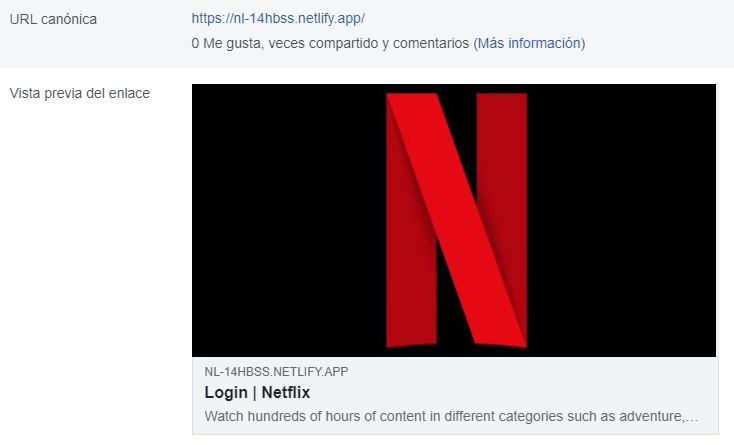 URL canónica
https://nl-14hbss.netlify.app/
0 Me gusta, veces compartido y comentarios (Más información)
Vista previa del enlace
NL-14HBSS.NETLIFY.APP
Login | Netflix
Watch hundreds of hours of content in different categories such as adventure,...